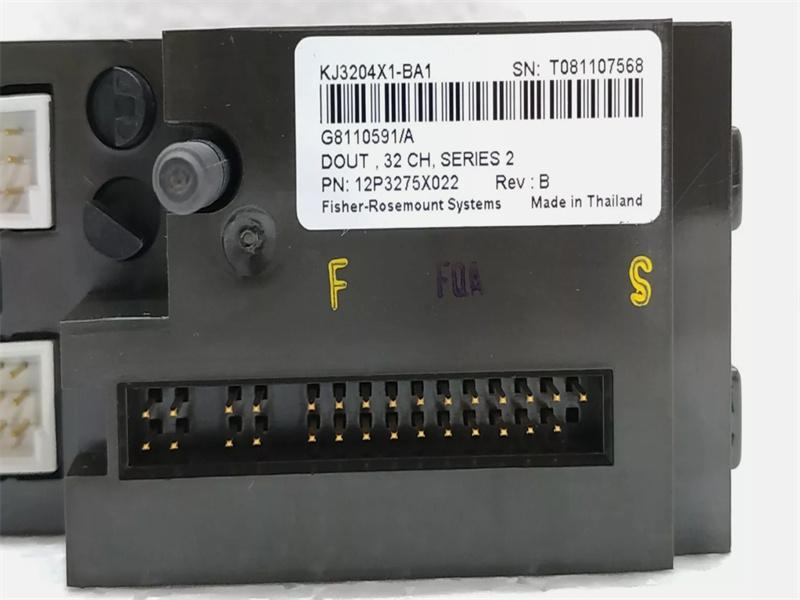 KJ3204X1-BA1 SN: T081107568
G8110591/A
DOUT , 32 CH, SERIES 2
PN: 12P3275X022 Rev : B
Fisher-Rosemount Systems Made in Thailand
F FQA S